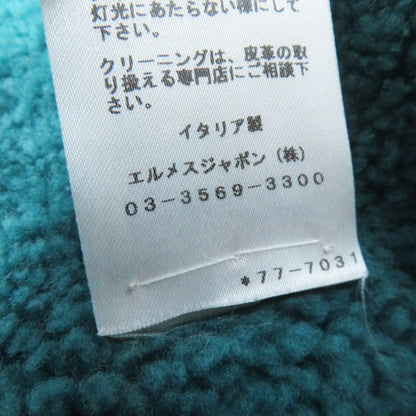 灯光にあたらない様にして
下さい。
クリーニングは、皮革の取
り扱える専門店にご相談下
さい。
イタリア製
エルメスジャポン（株）
03-3569-3300
*77-7031